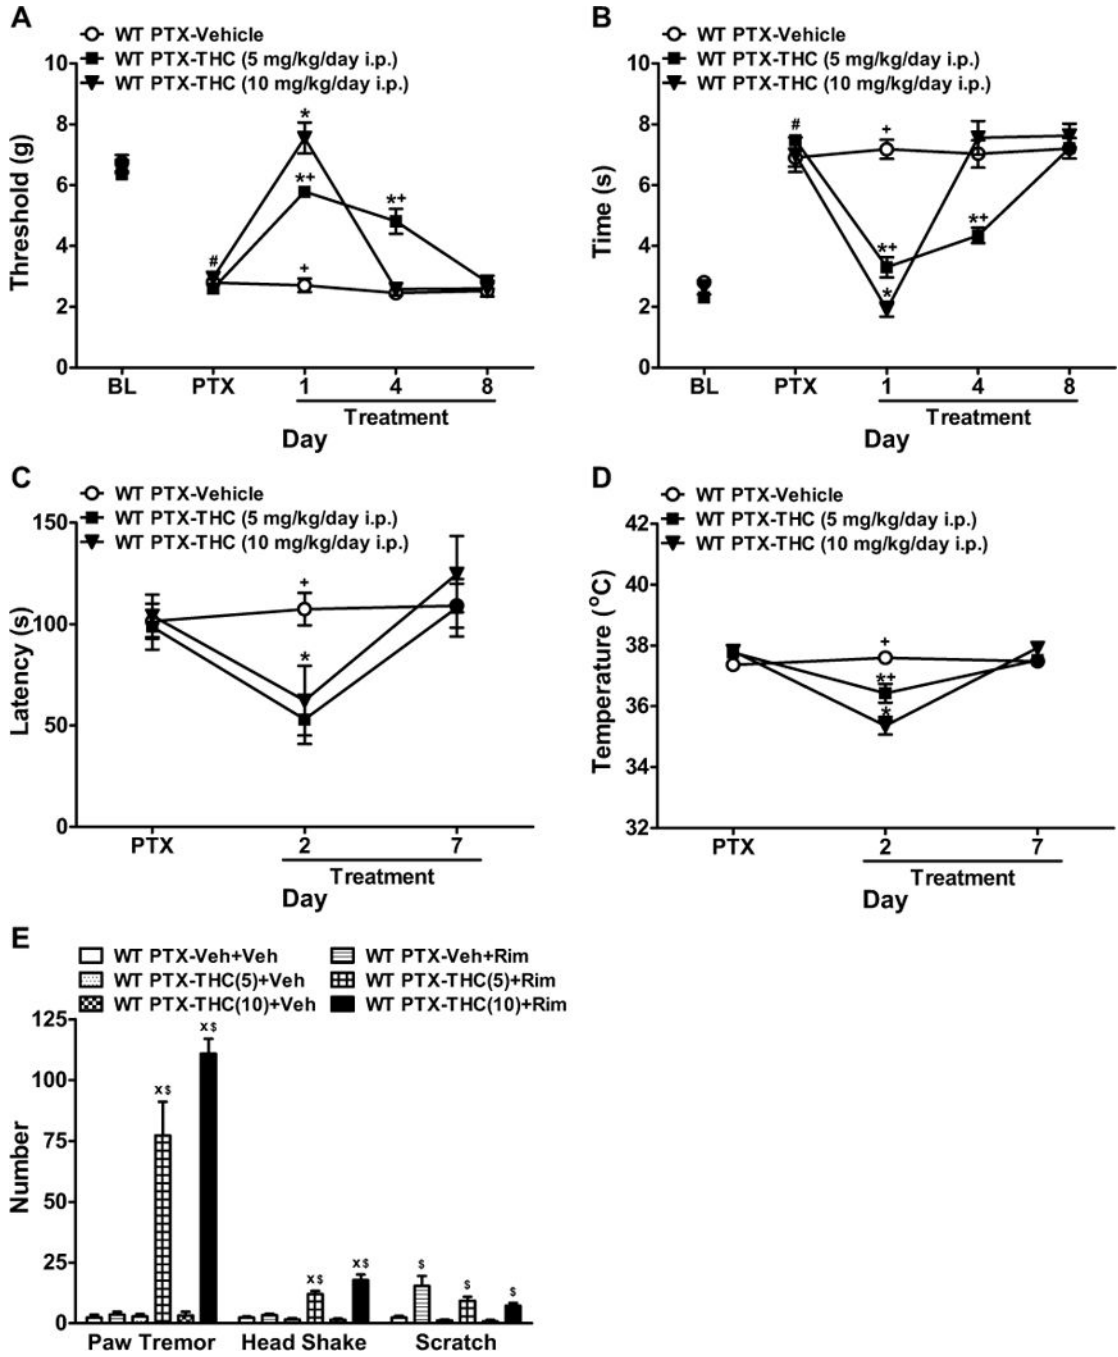 A
WT PTX-Vehicle
WT PTX-THC (5 mg/kg/day i.p.)
WT PTX-THC (10 mg/kg/day i.p.)
Threshold (g)
10
8
6
4
2
0
*
*+
*+
#
+
BL PTX 1 4 8
Treatment
Day
B
WT PTX-Vehicle
WT PTX-THC (5 mg/kg/day i.p.)
WT PTX-THC (10 mg/kg/day i.p.)
Time (s)
10
8
6
4
2
0
#
+
*+
*+
*
BL PTX 1 4 8
Treatment
Day
C
WT PTX-Vehicle
WT PTX-THC (5 mg/kg/day i.p.)
WT PTX-THC (10 mg/kg/day i.p.)
Latency (s)
150
100
50
0
+
*
PTX 2 7
Treatment
Day
D
WT PTX-Vehicle
WT PTX-THC (5 mg/kg/day i.p.)
WT PTX-THC (10 mg/kg/day i.p.)
Temperature (°C)
42
40
38
36
34
32
+
*+
*
PTX 2 7
Treatment
Day
E
WT PTX-Veh+Veh WT PTX-Veh+Rim
WT PTX-THC(5)+Veh WT PTX-THC(5)+Rim
WT PTX-THC(10)+Veh WT PTX-THC(10)+Rim
Number
125
100
75
50
25
0
x$
x$
x$
x$
$
$
$
Paw Tremor Head Shake Scratch